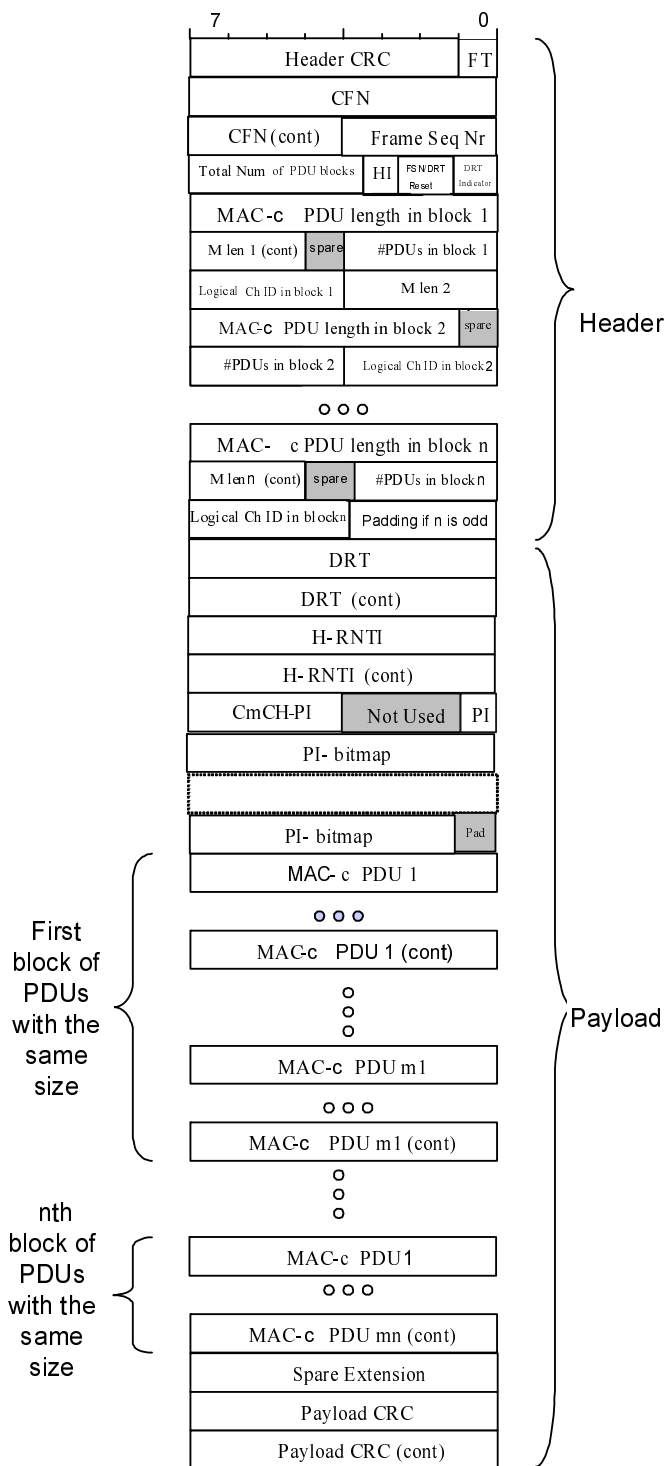 7 0
Header CRC FT
CFN
CFN (cont) Frame Seq Nr
Total Num of PDU blocks HI FSN/DRT Reset DRT Indicator
MAC-c PDU length in block 1
M len 1 (cont) spare #PDUs in block 1
Logical Ch ID in block 1 M len 2
MAC-c PDU length in block 2 spare
#PDUs in block 2 Logical Ch ID in block2
Header
MAC- c PDU length in block n
M lenn (cont) spare #PDUs in blockn
Logical Ch ID in blockn Padding if n is odd
DRT
DRT (cont)
H-RNTI
H-RNTI (cont)
CmCH-PI Not Used PI
PI- bitmap
PI- bitmap Pad
MAC- c PDU 1
First
block of
PDUs
with the
same
size
MAC-c PDU 1 (cont)
Payload
MAC-c PDU m1
MAC-c PDU m1 (cont)
nth
block of
PDUs
with the
same
size
MAC-c PDU1
MAC-c PDU mn (cont)
Spare Extension
Payload CRC
Payload CRC (cont)